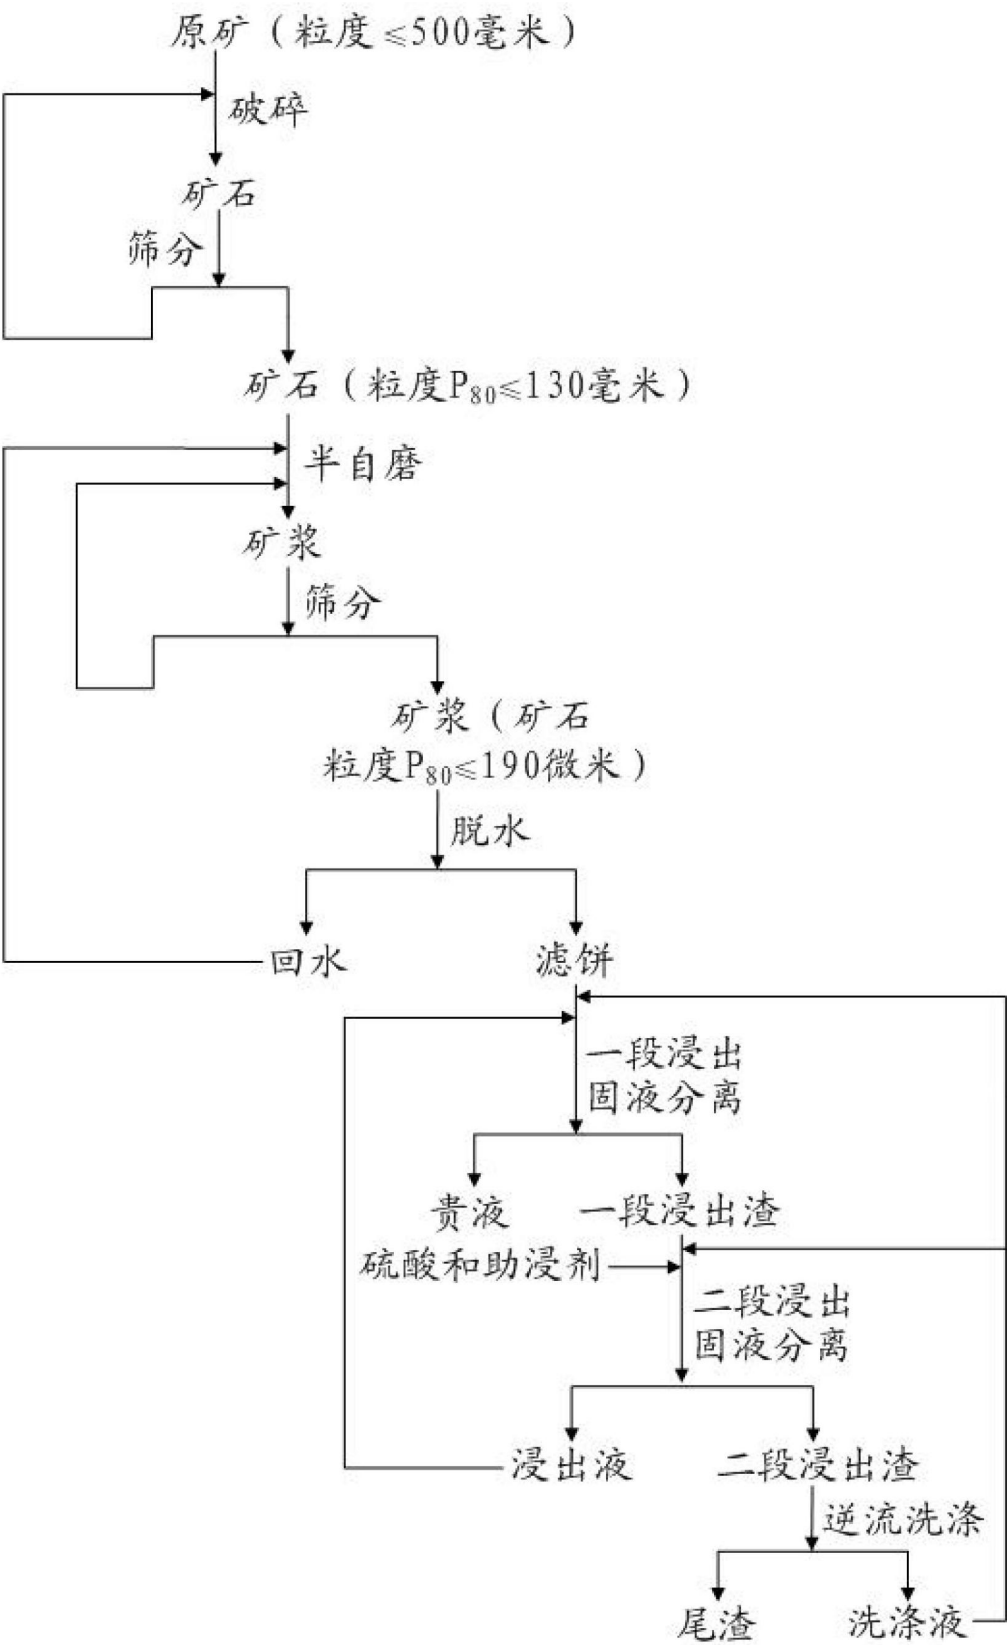 原矿（粒度≤500毫米）
破碎
矿石
筛分
矿石（粒度P₈₀≤130毫米）
半自磨
矿浆
筛分
矿浆（矿石
粒度P₈₀≤190微米）
脱水
回水
滤饼
一段浸出
固液分离
贵液
一段浸出渣
硫酸和助浸剂
二段浸出
固液分离
浸出液
二段浸出渣
逆流洗涤
尾渣
洗涤液